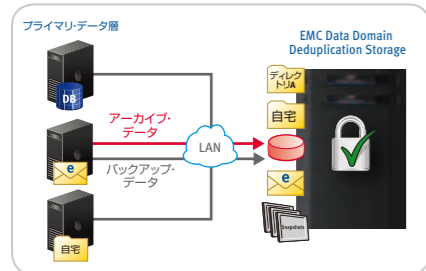 プライマリ・データ層
EMC Data Domain
Deduplication Storage
DB
アーカイブ・
データ
LAN
e
バックアップ・
データ
自宅
ディレク
トリA
自宅
e
Snapshots